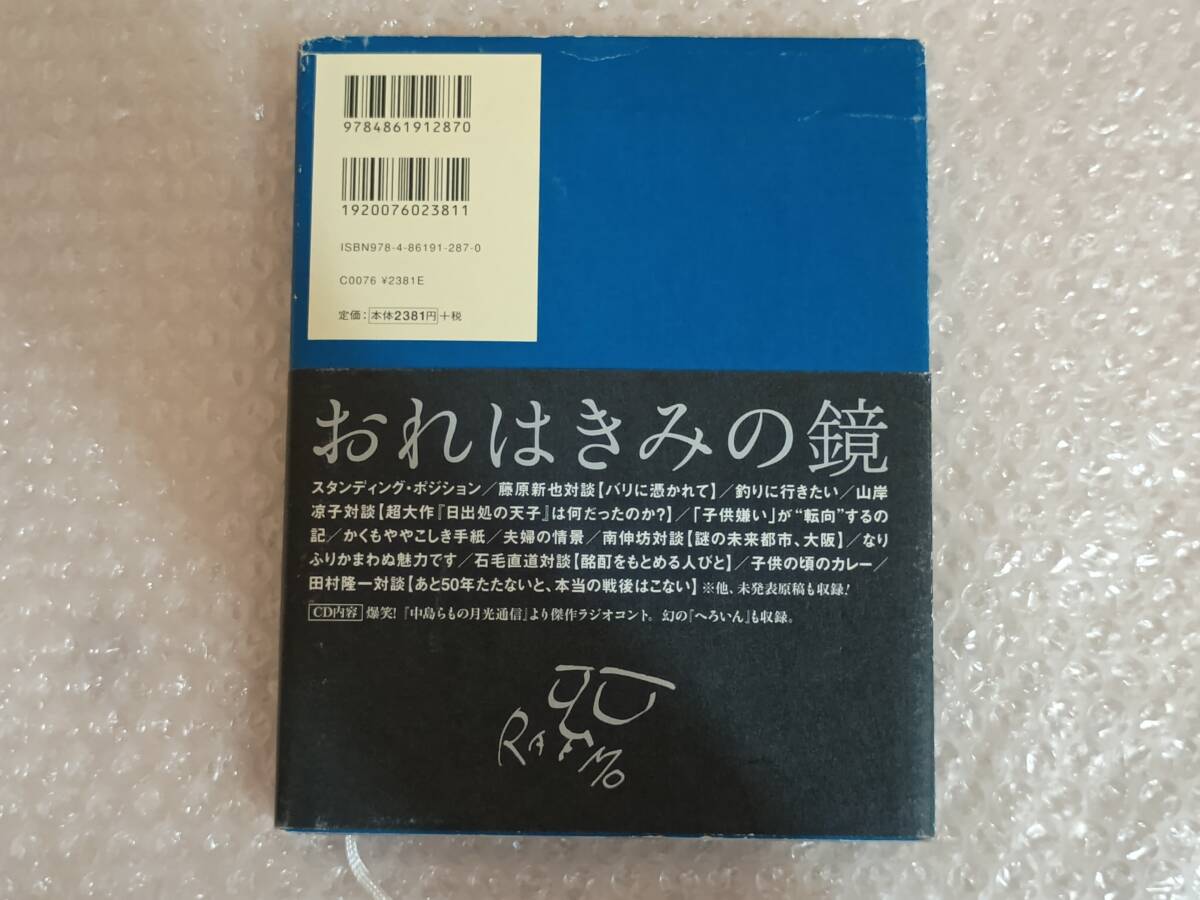 9784861912870
1920076023811
ISBN978-4-86191-287-0
C0076 ¥2381E
定価：本体2381円+税
おれはきみの鏡
スタンディング・ポジション／藤原新也対談【バリに憑かれて】／釣りに行きたい／山岸
凉子対談【超大作『日出処の天子』は何だったのか？】／「子供嫌い」が“転向”するの
記／かくもややこしき手紙／夫婦の情景／南伸坊対談【謎の未来都市、大阪】／なり
ふりかまわぬ魅力です／石毛直道対談【酩酊をもとめる人びと】／子供の頃のカレー／
田村隆一対談【あと50年たたないと、本当の戦後はこない】※他、未発表原稿も収録！
CD内容 爆笑！『中島らもの月光通信』より傑作ラジオコント。幻の『へろいん』も収録。
RAMO